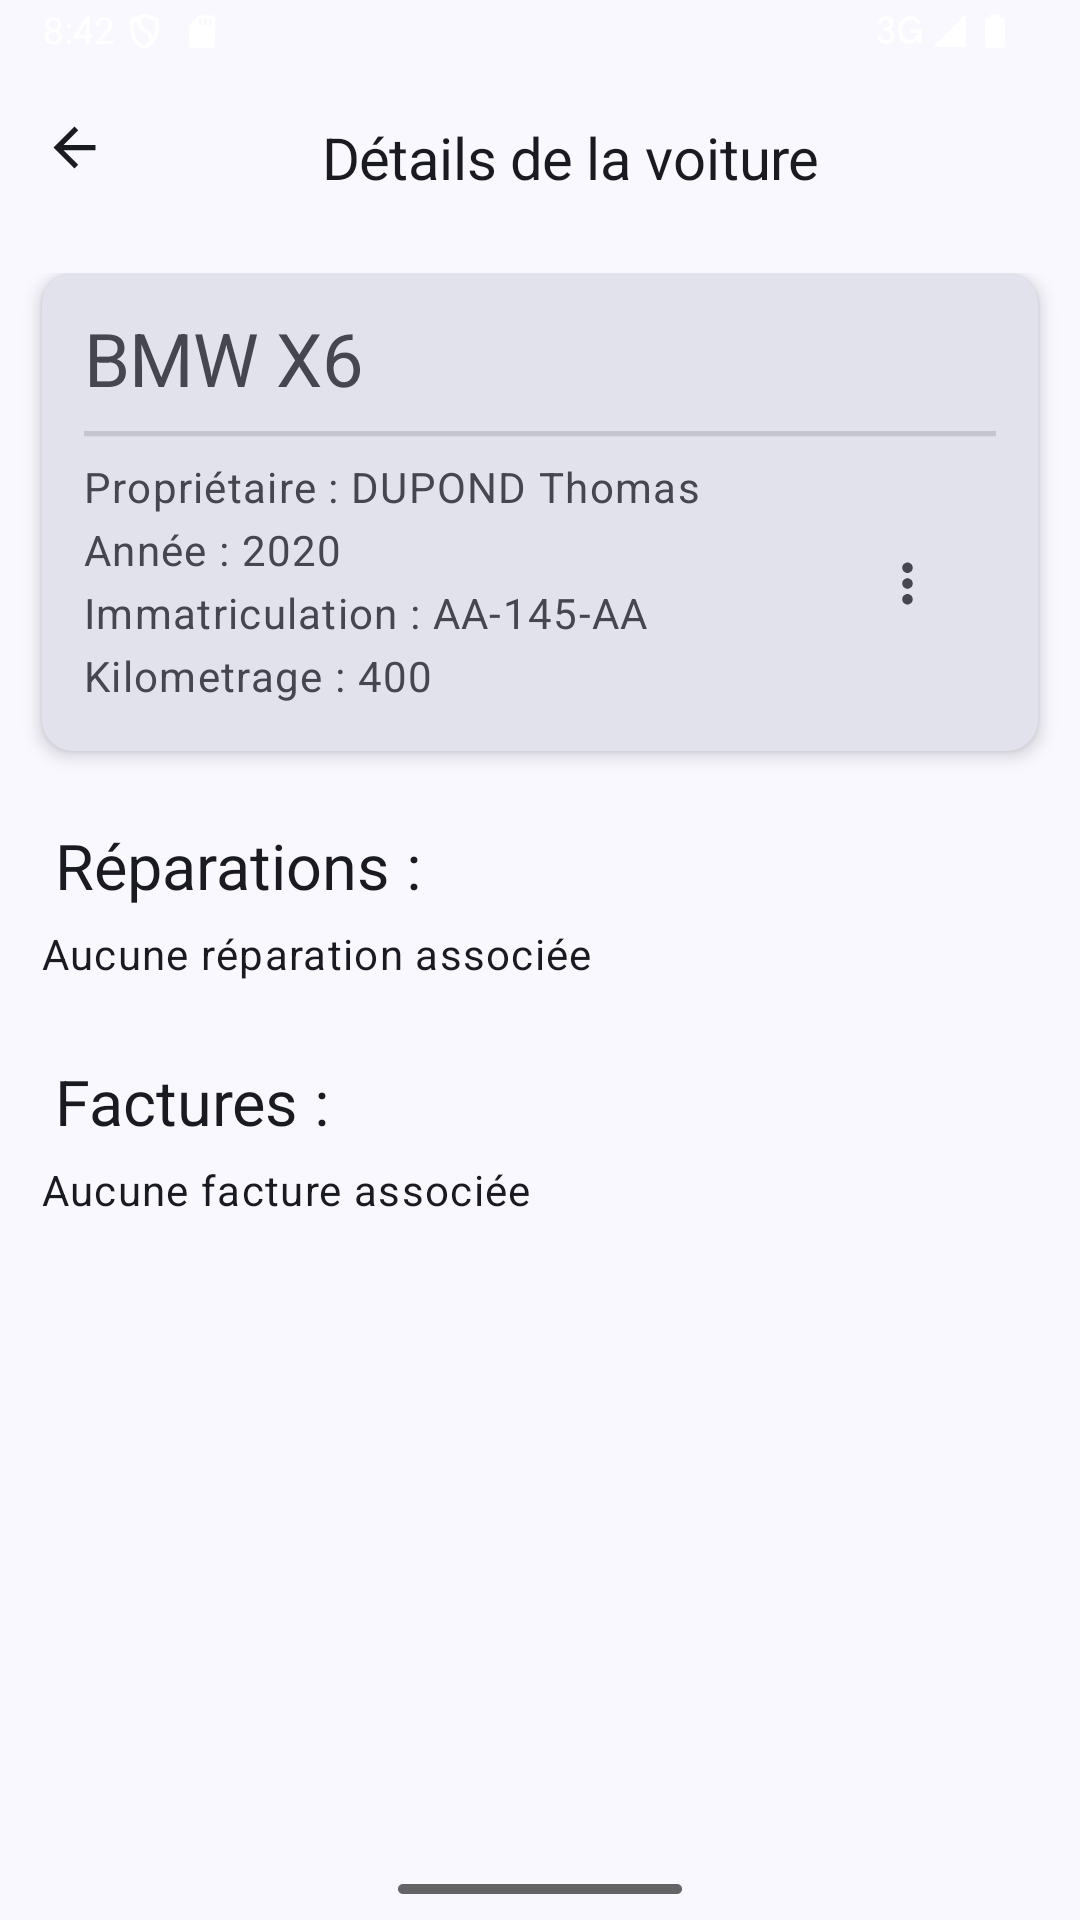 8:42
3G
Détails de la voiture
BMW X6
Propriétaire : DUPOND Thomas
Année : 2020
Immatriculation : AA-145-AA
Kilometrage : 400
Réparations :
Aucune réparation associée
Factures :
Aucune facture associée